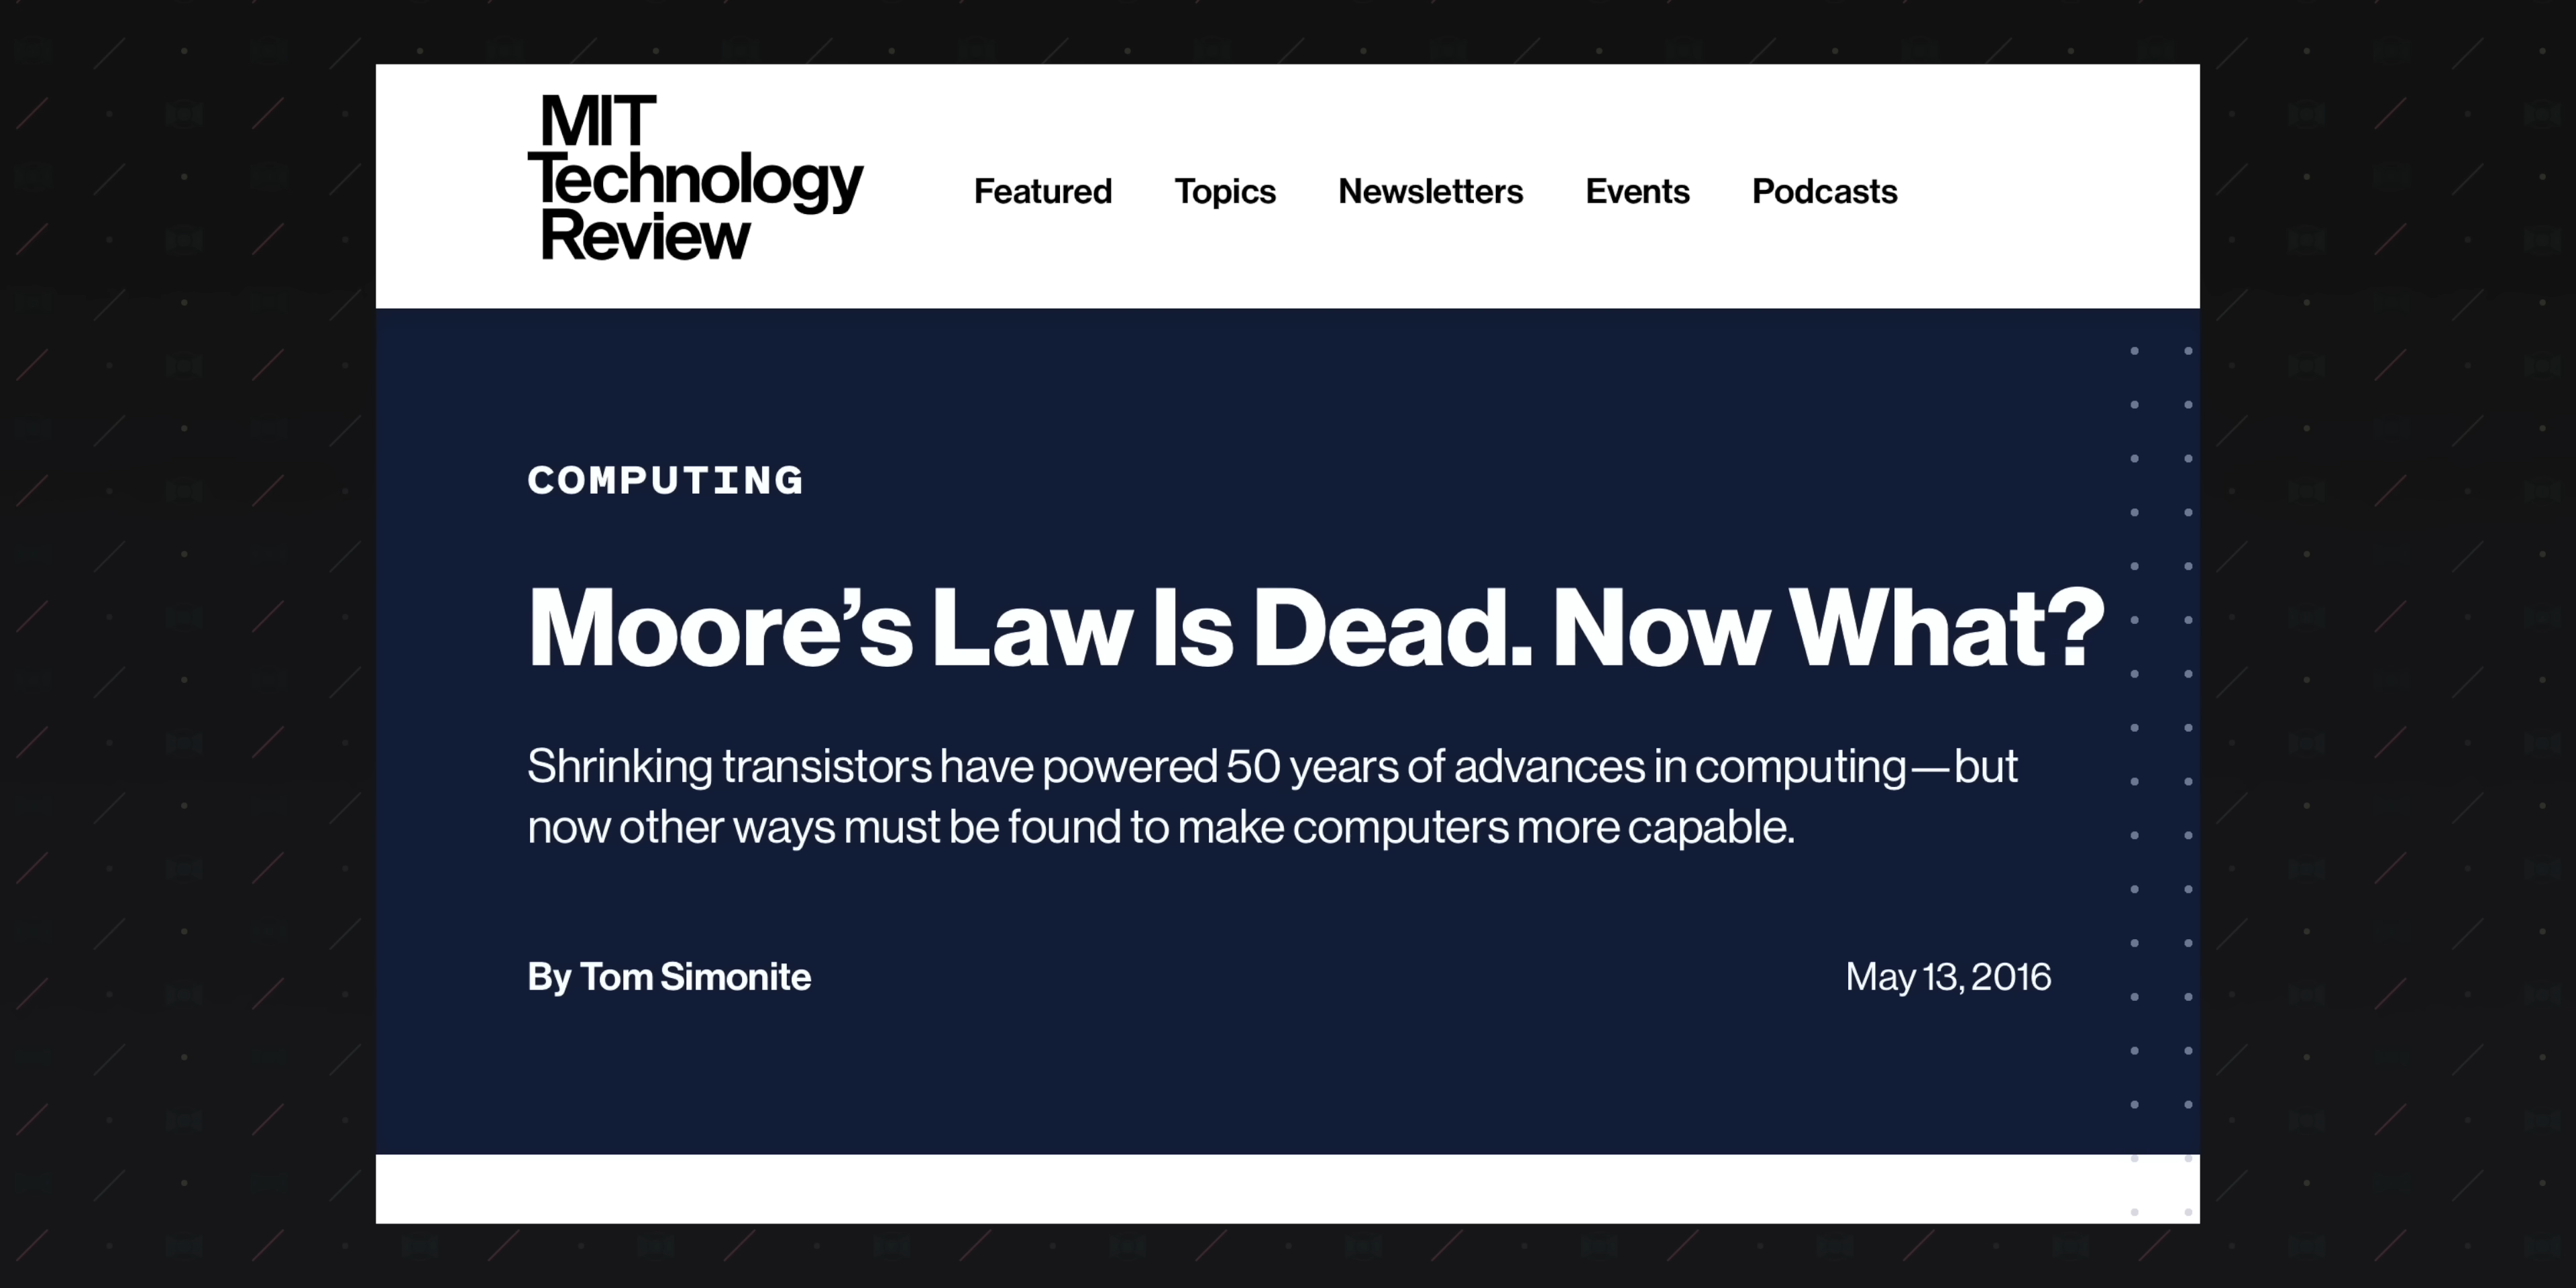 MIT
Technology
Review
Featured Topics Newsletters Events Podcasts
COMPUTING
Moore’s Law Is Dead. Now What?
Shrinking transistors have powered 50 years of advances in computing—but
now other ways must be found to make computers more capable.
By Tom Simonite
May 13, 2016